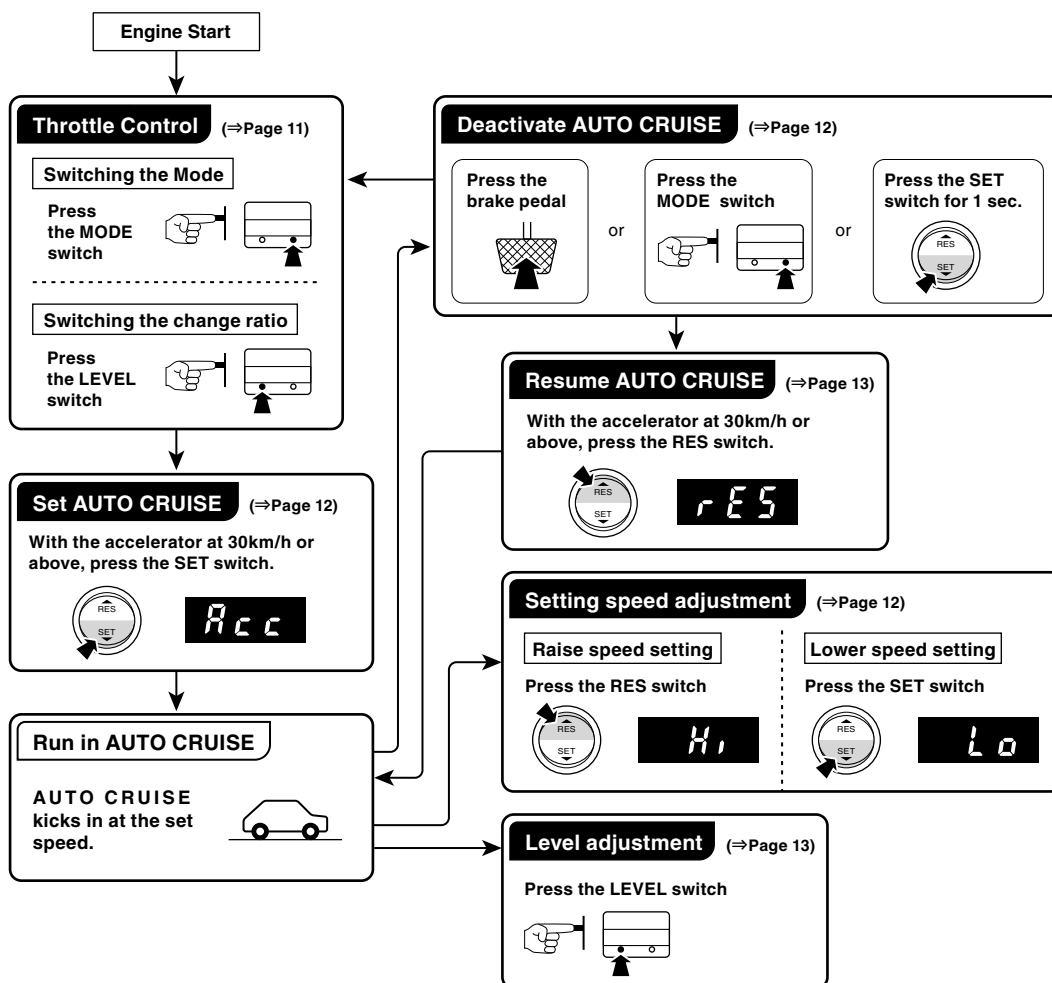 Engine Start
Throttle Control (⇒Page 11)
Switching the Mode
Press
the MODE
switch
Switching the change ratio
Press
the LEVEL
switch
Deactivate AUTO CRUISE (⇒Page 12)
Press the
brake pedal
or
Press the
MODE switch
or
Press the SET
switch for 1 sec.
RES
SET
Resume AUTO CRUISE (⇒Page 13)
With the accelerator at 30km/h or
above, press the RES switch.
RES
SET
rES
Set AUTO CRUISE (⇒Page 12)
With the accelerator at 30km/h or
above, press the SET switch.
RES
SET
Acc
Setting speed adjustment (⇒Page 12)
Raise speed setting
Press the RES switch
RES
SET
Hi
Lower speed setting
Press the SET switch
RES
SET
Lo
Run in AUTO CRUISE
AUTO CRUISE
kicks in at the set
speed.
Level adjustment (⇒Page 13)
Press the LEVEL switch